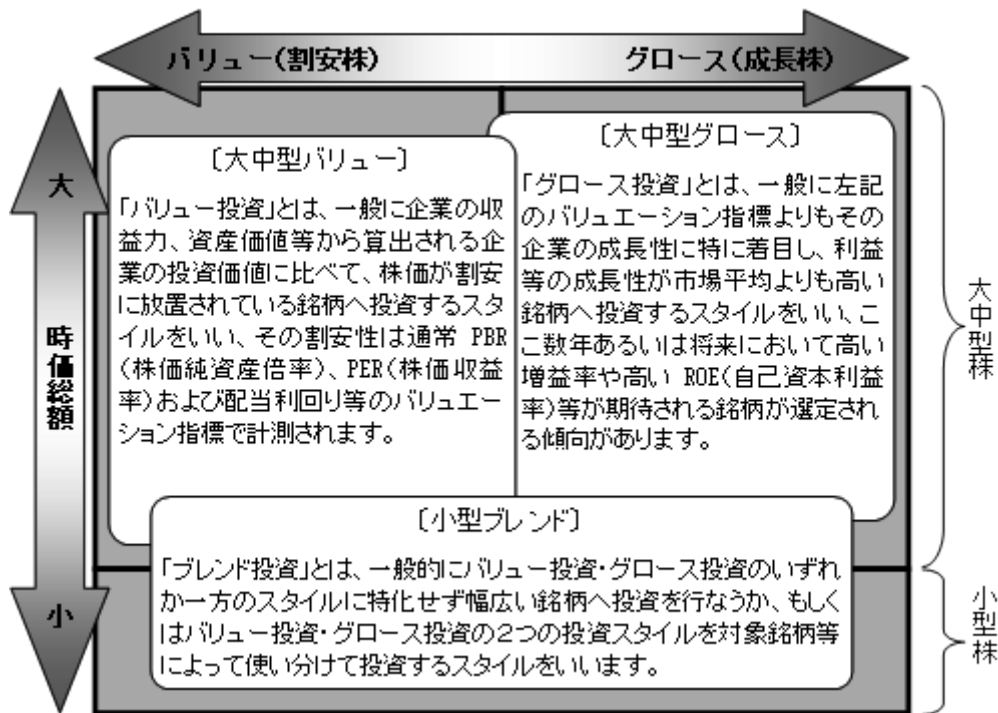 バリュー(割安株)
グロース(成長株)
大
時価総額
小
〔大中型バリュー〕
「バリュー投資」とは、一般に企業の収
益力、資産価値等から算出される企
業の投資価値に比べて、株価が割安
に放置されている銘柄へ投資するスタ
イルをいい、その割安性は通常 PBR
(株価純資産倍率)、PER(株価収益
率)および配当利回り等のバリュエー
ション指標で計測されます。
〔大中型グロース〕
「グロース投資」とは、一般に左記
のバリュエーション指標よりもその
企業の成長性に特に着目し、利益
等の成長性が市場平均よりも高い
銘柄へ投資するスタイルをいい、こ
こ数年あるいは将来において高い
増益率や高い ROE(自己資本利益
率)等が期待される銘柄が選定され
る傾向があります。
〔小型ブレンド〕
「ブレンド投資」とは、一般的にバリュー投資・グロース投資のいずれ
か一方のスタイルに特化せず幅広い銘柄へ投資を行なうか、もしく
はバリュー投資・グロース投資の2つの投資スタイルを対象銘柄等
によって使い分けて投資するスタイルをいいます。
大中型株
小型株